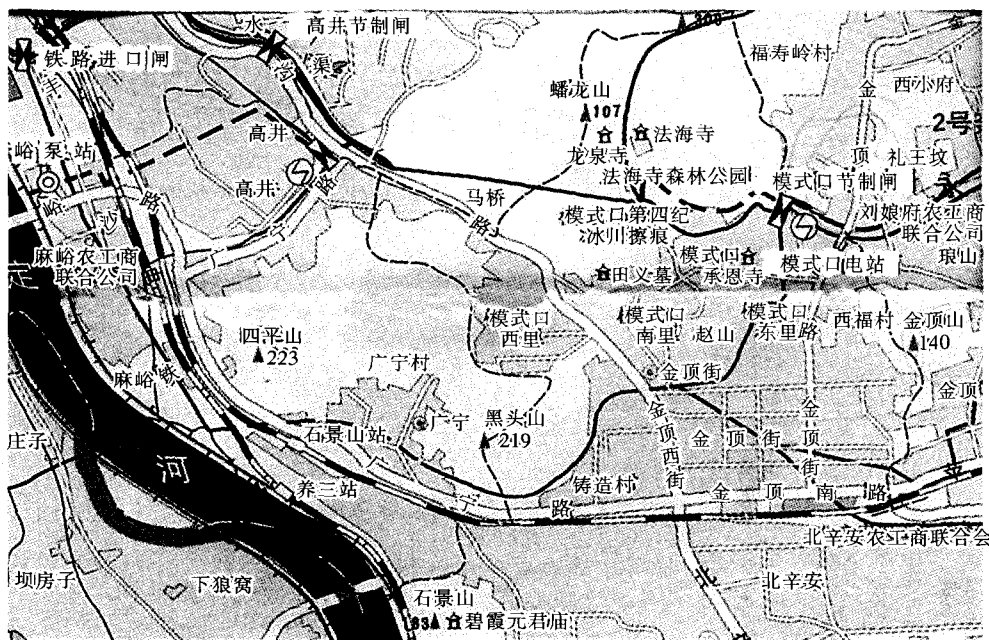 水
高井节制闸
铁路进口闸
渠
福寿岭村
西小府
蟠龙山
107
法海寺
龙泉寺
2号
礼王坟
法海寺森林公园
模式口节制闸
高井
高井
峪泵站
马桥
路
模式口第四纪
冰川擦痕
刘娘府农工商
联合公司
永
模式口
承恩寺
模式口电站
琅山
田义墓
麻峪农工商
联合公司
四平山
223
模式口
西里
模式口
南里
赵山
模式口
东里路
西福村
金顶山
140
广宁村
麻峪
金顶街
金顶
黑头山
219
广宁
石景山站
金顶西街
金顶街
金顶街
庄子
河
养三站
铸造村
广宁路
金顶南路
北辛安农工商联合会
坝房子
下狼窝
北辛安
石景山
83
碧霞元君庙
北